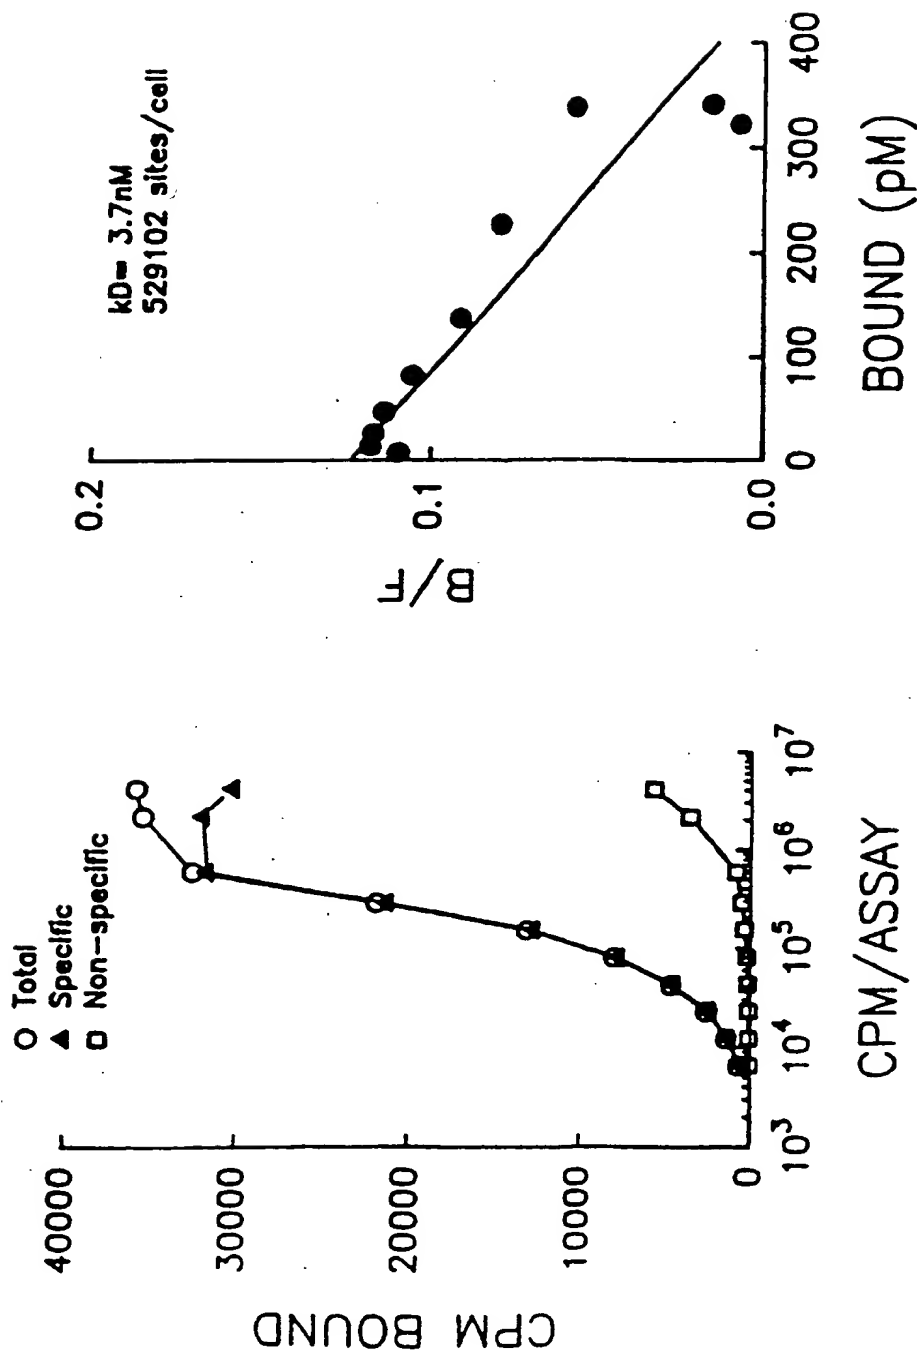 ○ Total
▲ Specific
□ Non-specific
CPM BOUND
40000
30000
20000
10000
0
10³ 10⁴ 10⁵ 10⁶ 10⁷
CPM/ASSAY
kD= 3.7nM
529102 sites/cell
B/F
0.2
0.1
0.0
0 100 200 300 400
BOUND (pM)